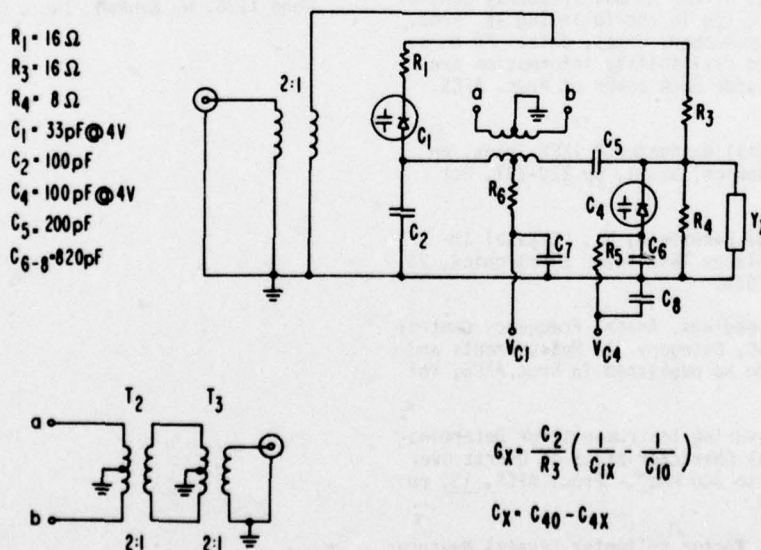 R1 = 16 Ω
R3 = 16 Ω
R4 = 8 Ω
C1 = 33pF@4V
C2 = 100pF
C4 = 100pF@4V
C5 = 200pF
C6-8 = 820pF
2:1
R1
C1
C2
a
b
R6
C7
C5
C4
R5
C6
C8
R3
R4
VC1
VC4
T2
T3
a
b
2:1
2:1
GX = C2/R3 (1/C1X - 1/C10
CX = C40 - C4X